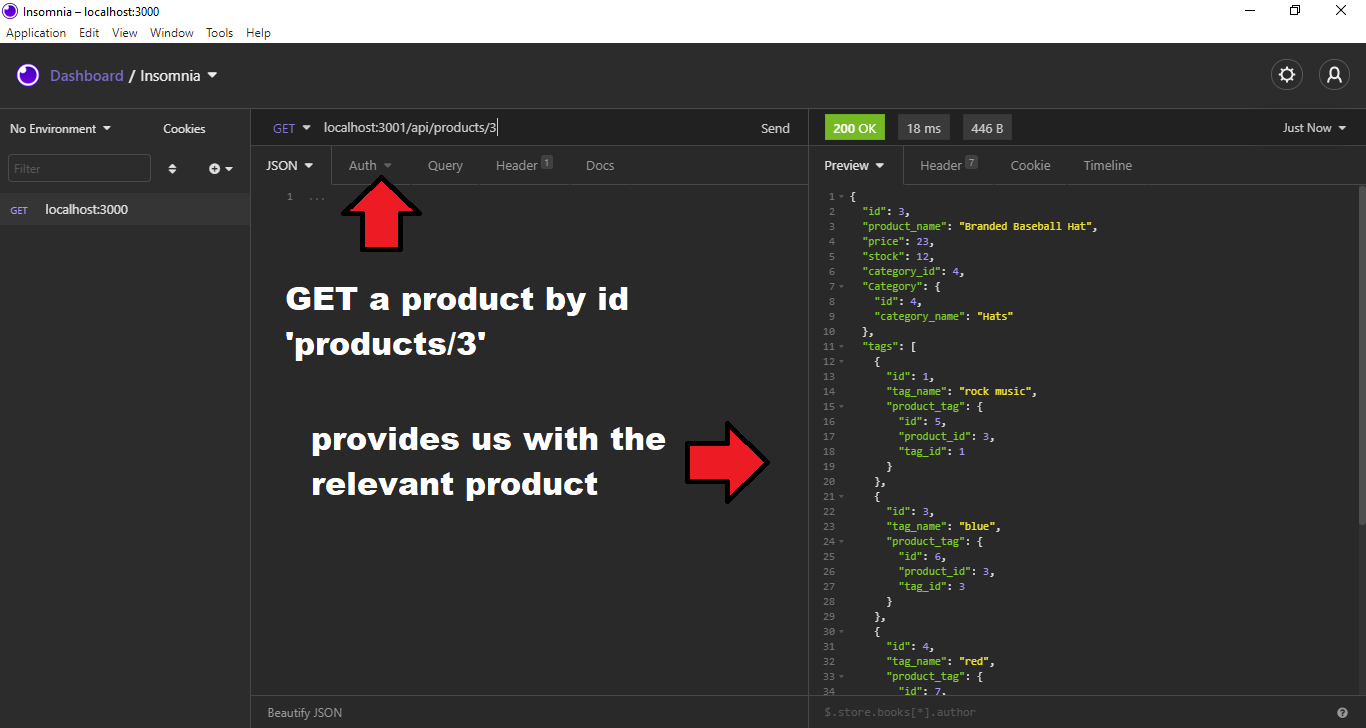 Insomnia – localhost:3000
Application Edit View Window Tools Help
Dashboard / Insomnia
No Environment Cookies
GET localhost:3001/api/products/3 Send
200 OK 18 ms 446 B Just Now
Filter
JSON Auth Query Header 1 Docs
Preview Header 7 Cookie Timeline
GET localhost:3000
1 ...
GET a product by id
'products/3'
provides us with the
relevant product
1 {
2 "id": 3,
3 "product_name": "Branded Baseball Hat",
4 "price": 23,
5 "stock": 12,
6 "category_id": 4,
7 "Category": {
8 "id": 4,
9 "category_name": "Hats"
10 },
11 "tags": [
12 {
13 "id": 1,
14 "tag_name": "rock music",
15 "product_tag": {
16 "id": 5,
17 "product_id": 3,
18 "tag_id": 1
19 }
20 },
21 {
22 "id": 3,
23 "tag_name": "blue",
24 "product_tag": {
25 "id": 6,
26 "product_id": 3,
27 "tag_id": 3
28 }
29 },
30 {
31 "id": 4,
32 "tag_name": "red",
33 "product_tag": {
34 "id": 7,
Beautify JSON
$.store.books[*].author